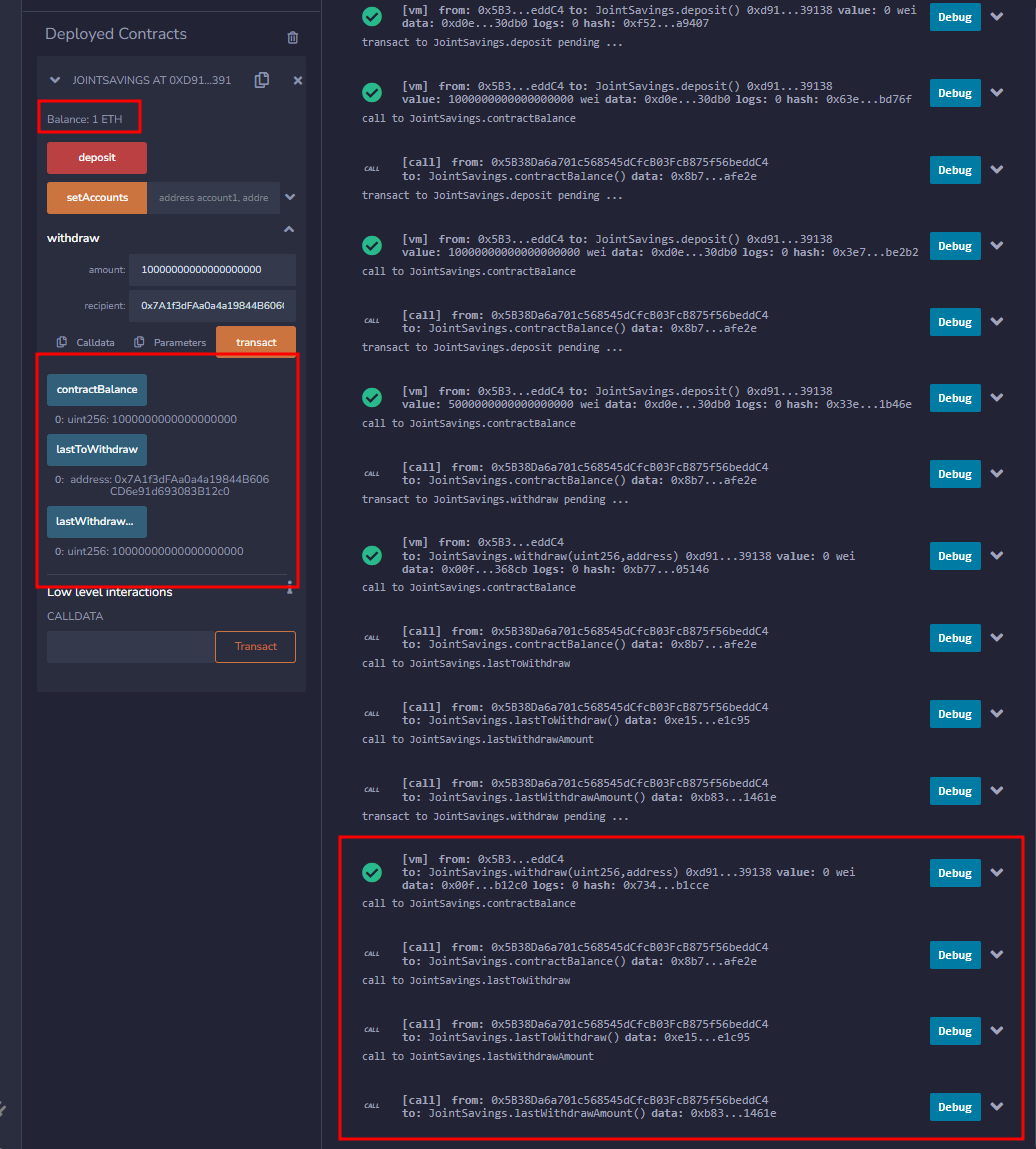 Deployed Contracts
JOINTSAVINGS AT 0XD91...391
Balance: 1 ETH
deposit
setAccounts address account1, addre
withdraw
amount: 10000000000000000000
recipient: 0x7A1f3dFAa0a4a19844B606
Calldata Parameters transact
contractBalance
0: uint256: 1000000000000000000
lastToWithdraw
0: address: 0x7A1f3dFAa0a4a19844B606
CD6e91d693083B12c0
lastWithdraw...
0: uint256: 10000000000000000000
Low level interactions
CALLDATA
Transact
[vm] from: 0x5B3...eddC4 to: JointSavings.deposit() 0xd91...39138 value: 0 wei
data: 0xd0e...30db0 logs: 0 hash: 0xf52...a9407
Debug
transact to JointSavings.deposit pending ...
[vm] from: 0x5B3...eddC4 to: JointSavings.deposit() 0xd91...39138
value: 1000000000000000000 wei data: 0xd0e...30db0 logs: 0 hash: 0x63e...bd76f
Debug
call to JointSavings.contractBalance
CALL [call] from: 0x5B38Da6a701c568545dCfcB03FcB875f56beddC4
to: JointSavings.contractBalance() data: 0x8b7...afe2e
Debug
transact to JointSavings.deposit pending ...
[vm] from: 0x5B3...eddC4 to: JointSavings.deposit() 0xd91...39138
value: 10000000000000000000 wei data: 0xd0e...30db0 logs: 0 hash: 0x3e7...be2b2
Debug
call to JointSavings.contractBalance
CALL [call] from: 0x5B38Da6a701c568545dCfcB03FcB875f56beddC4
to: JointSavings.contractBalance() data: 0x8b7...afe2e
Debug
transact to JointSavings.deposit pending ...
[vm] from: 0x5B3...eddC4 to: JointSavings.deposit() 0xd91...39138
value: 5000000000000000000 wei data: 0xd0e...30db0 logs: 0 hash: 0x33e...1b46e
Debug
call to JointSavings.contractBalance
CALL [call] from: 0x5B38Da6a701c568545dCfcB03FcB875f56beddC4
to: JointSavings.contractBalance() data: 0x8b7...afe2e
Debug
transact to JointSavings.withdraw pending ...
[vm] from: 0x5B3...eddC4
to: JointSavings.withdraw(uint256,address) 0xd91...39138 value: 0 wei
data: 0x00f...368cb logs: 0 hash: 0xb77...05146
Debug
call to JointSavings.contractBalance
CALL [call] from: 0x5B38Da6a701c568545dCfcB03FcB875f56beddC4
to: JointSavings.contractBalance() data: 0x8b7...afe2e
Debug
call to JointSavings.lastToWithdraw
CALL [call] from: 0x5B38Da6a701c568545dCfcB03FcB875f56beddC4
to: JointSavings.lastToWithdraw() data: 0xe15...e1c95
Debug
call to JointSavings.lastWithdrawAmount
CALL [call] from: 0x5B38Da6a701c568545dCfcB03FcB875f56beddC4
to: JointSavings.lastWithdrawAmount() data: 0xb83...1461e
Debug
transact to JointSavings.withdraw pending ...
[vm] from: 0x5B3...eddC4
to: JointSavings.withdraw(uint256,address) 0xd91...39138 value: 0 wei
data: 0x00f...b12c0 logs: 0 hash: 0x734...b1cce
Debug
call to JointSavings.contractBalance
CALL [call] from: 0x5B38Da6a701c568545dCfcB03FcB875f56beddC4
to: JointSavings.contractBalance() data: 0x8b7...afe2e
Debug
call to JointSavings.lastToWithdraw
CALL [call] from: 0x5B38Da6a701c568545dCfcB03FcB875f56beddC4
to: JointSavings.lastToWithdraw() data: 0xe15...e1c95
Debug
call to JointSavings.lastWithdrawAmount
CALL [call] from: 0x5B38Da6a701c568545dCfcB03FcB875f56beddC4
to: JointSavings.lastWithdrawAmount() data: 0xb83...1461e
Debug